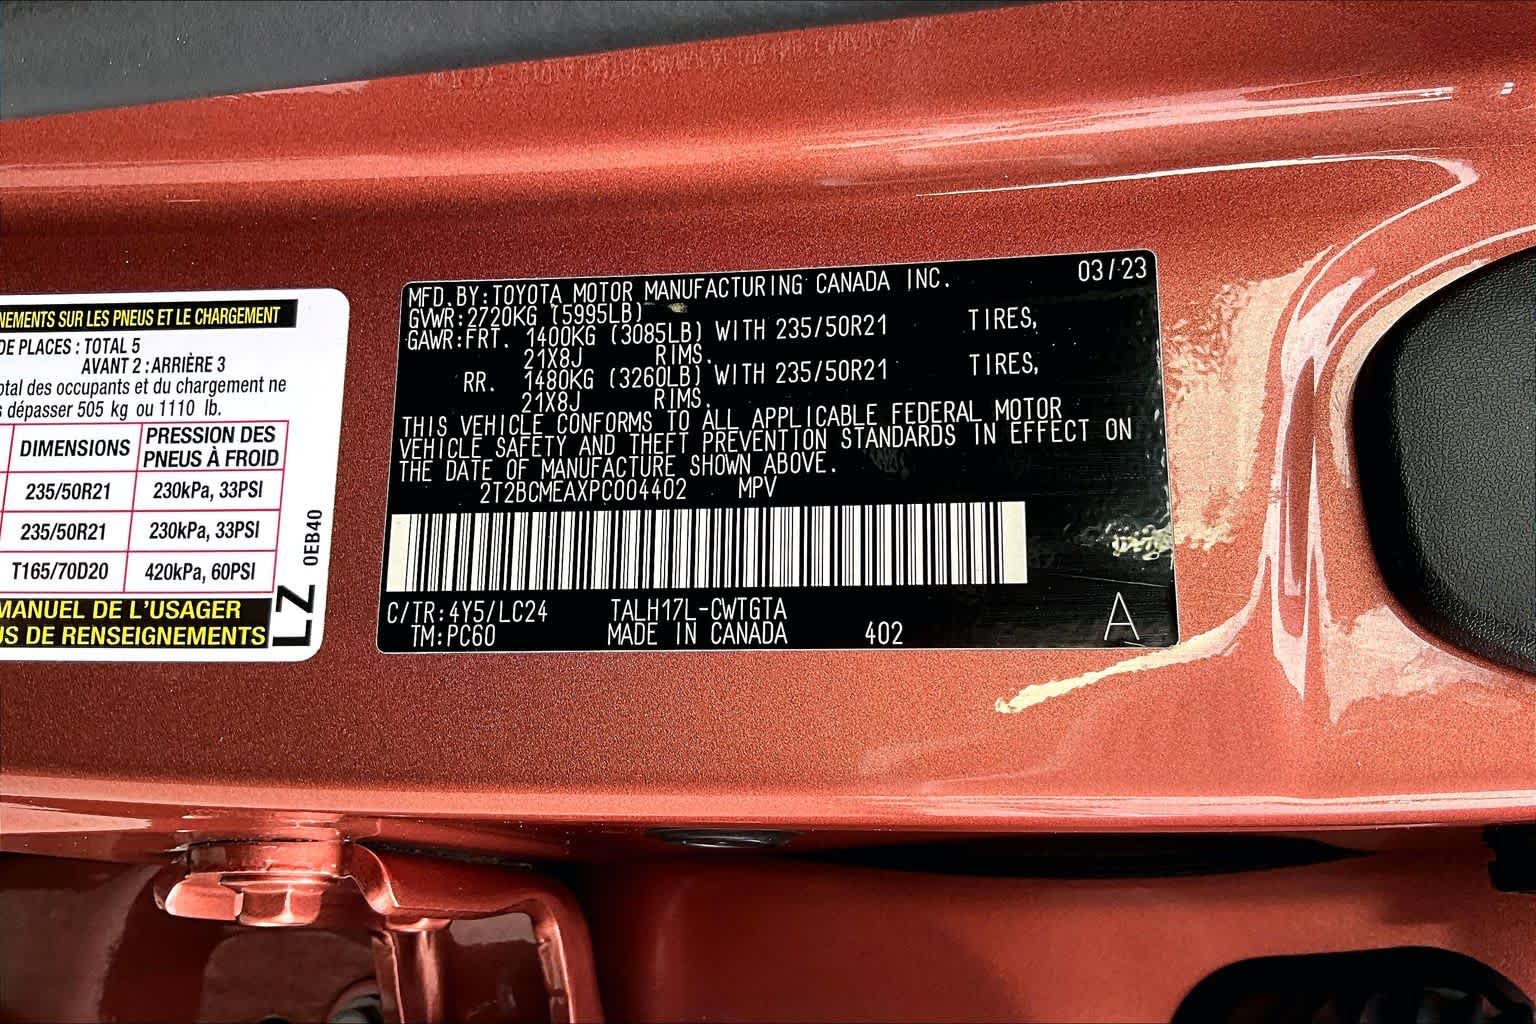 NEMENTS SUR LES PNEUS ET LE CHARGEMENT
DE PLACES : TOTAL 5
AVANT 2 : ARRIÈRE 3
total des occupants et du chargement ne
s dépasser 505 kg ou 1110 lb.
DIMENSIONS PRESSION DES PNEUS À FROID
235/50R21 230kPa, 33PSI
235/50R21 230kPa, 33PSI
T165/70D20 420kPa, 60PSI
MANUEL DE L'USAGER
US DE RENSEIGNEMENTS
LZ
0EB40
MFD. BY: TOYOTA MOTOR MANUFACTURING CANADA INC. 03/23
GVWR: 2720KG (5995LB)
GAWR: FRT. 1400KG (3085LB) WITH 235/50R21 TIRES,
21X8J RIMS.
RR. 1480KG (3260LB) WITH 235/50R21 TIRES,
21X8J RIMS.
THIS VEHICLE CONFORMS TO ALL APPLICABLE FEDERAL MOTOR
VEHICLE SAFETY AND THEFT PREVENTION STANDARDS IN EFFECT ON
THE DATE OF MANUFACTURE SHOWN ABOVE.
2T2BCMEAXPC004402 MPV
C/TR: 4Y5/LC24 TALH17L-CWTGTA
TM: PC60 MADE IN CANADA 402 A